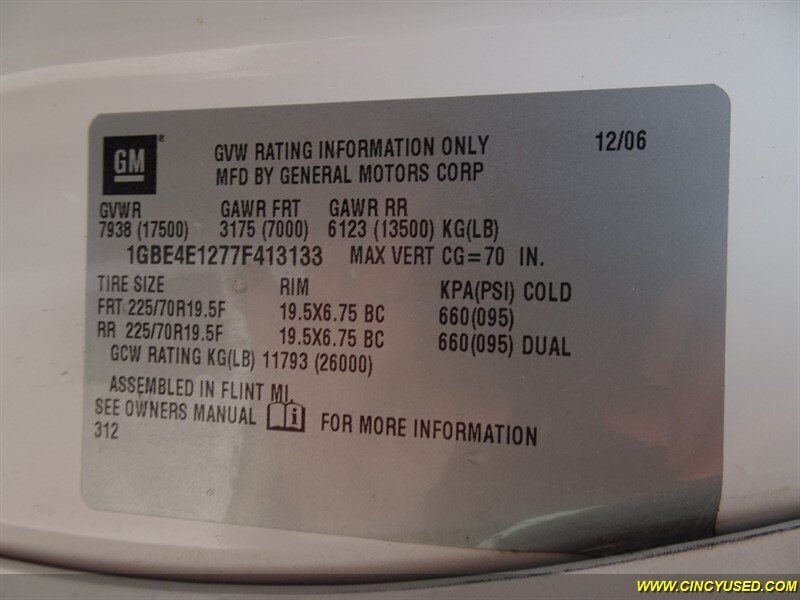 GM ® GVW RATING INFORMATION ONLY 12/06
MFD BY GENERAL MOTORS CORP
GVWR GAWR FRT GAWR RR
7938 (17500) 3175 (7000) 6123 (13500) KG(LB)
1GBE4E1277F413133 MAX VERT CG=70 IN.
TIRE SIZE RIM KPA(PSI) COLD
FRT 225/70R19.5F 19.5X6.75 BC 660(095)
RR 225/70R19.5F 19.5X6.75 BC 660(095) DUAL
GCW RATING KG(LB) 11793 (26000)
ASSEMBLED IN FLINT MI.
SEE OWNERS MANUAL i FOR MORE INFORMATION
312
WWW.CINCYUSED.COM